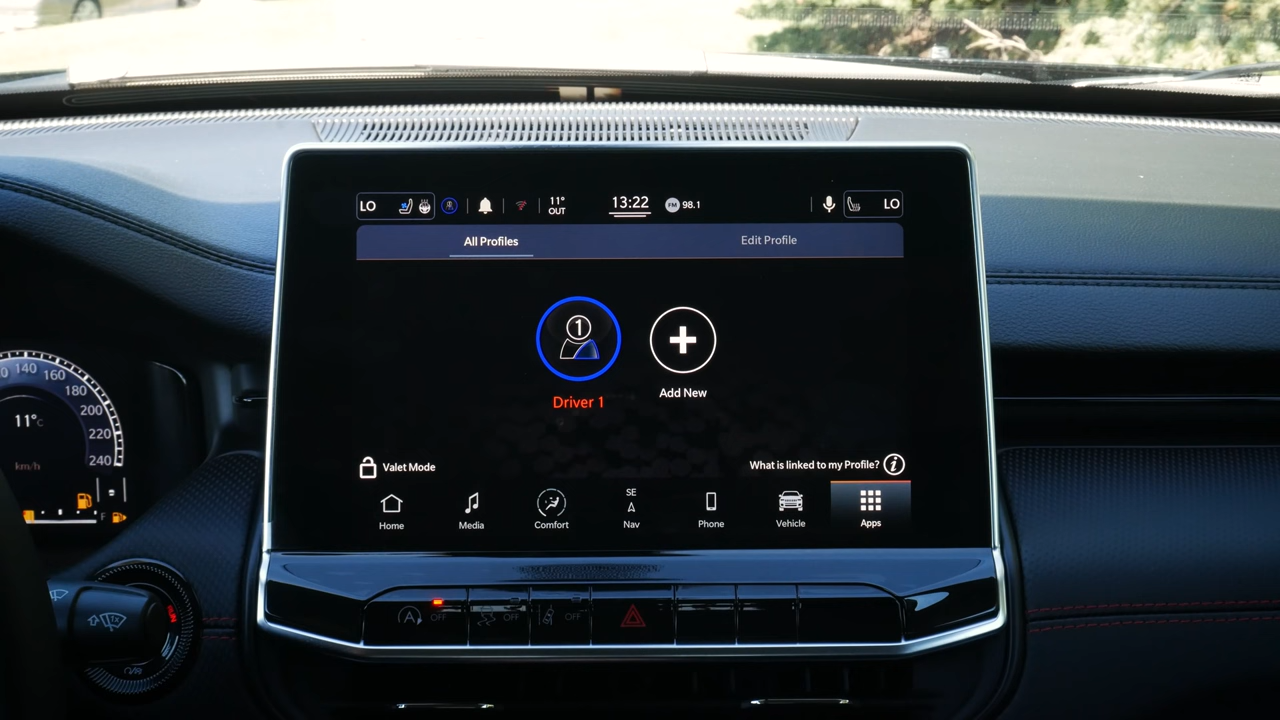 LO
11°
OUT
13:22
FM 98.1
LO
All Profiles
Edit Profile
1
Driver 1
Add New
Valet Mode
What is linked to my Profile? i
Home
Media
Comfort
SE
Nav
Phone
Vehicle
Apps
140
160
180
200
220
240
11°C
km/h
F
A OFF
OFF
OFF
RUN